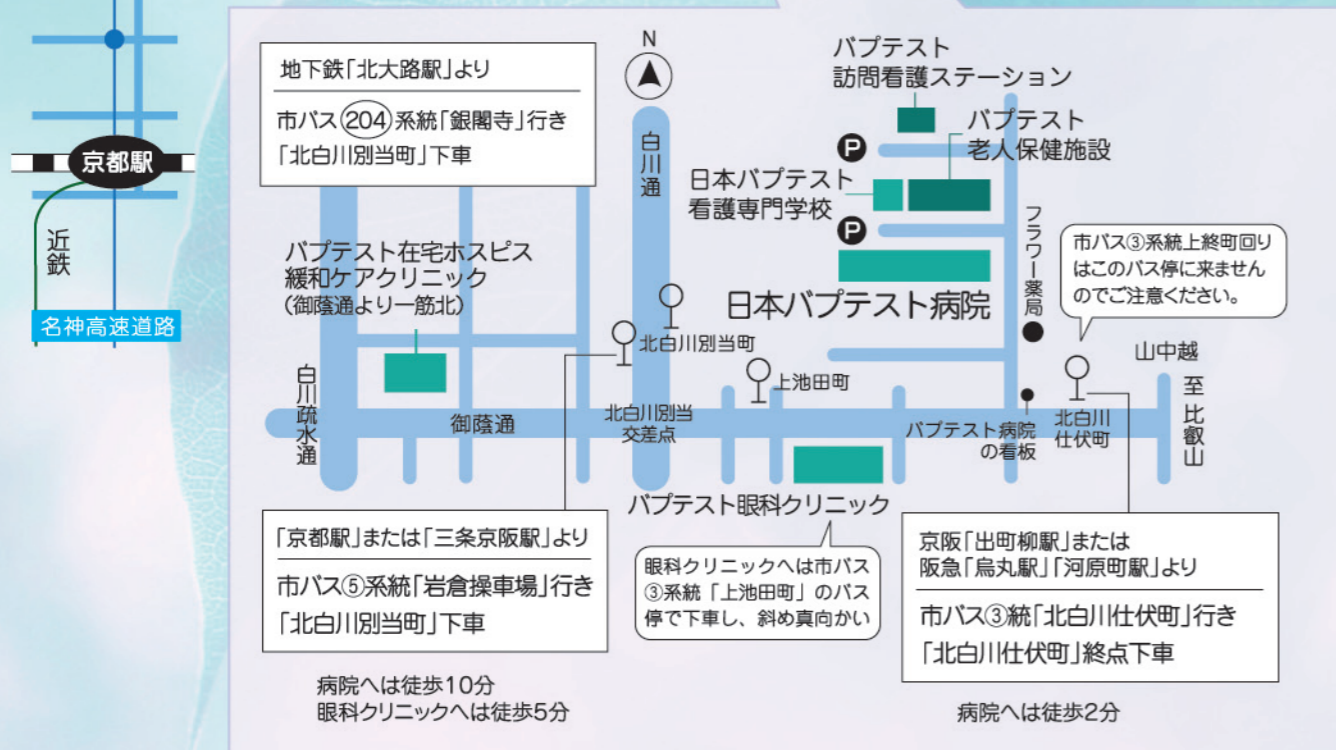 京都駅
近
鉄
名神高速道路
地下鉄「北大路駅」より
市バス204系統「銀閣寺」行き
「北白川別当町」下車
N
白川通
バプテスト
訪問看護ステーション
P
バプテスト
老人保健施設
日本バプテスト
看護専門学校
P
日本バプテスト病院
フラワー薬局
市バス③系統上終町回り
はこのバス停に来ません
のでご注意ください。
バプテスト在宅ホスピス
緩和ケアクリニック
(御蔭通より一筋北)
北白川別当町
上池田町
山中越
至 比叡山
白川疏水通
御蔭通
北白川別当
交差点
バプテスト病院
の看板
北白川
仕伏町
バプテスト眼科クリニック
眼科クリニックへは市バス
③系統「上池田町」のバス
停で下車し、斜め真向かい
「京都駅」または「三条京阪駅」より
市バス⑤系統「岩倉操車場」行き
「北白川別当町」下車
病院へは徒歩10分
眼科クリニックへは徒歩5分
京阪「出町柳駅」または
阪急「烏丸駅」「河原町駅」より
市バス③統「北白川仕伏町」行き
「北白川仕伏町」終点下車
病院へは徒歩2分